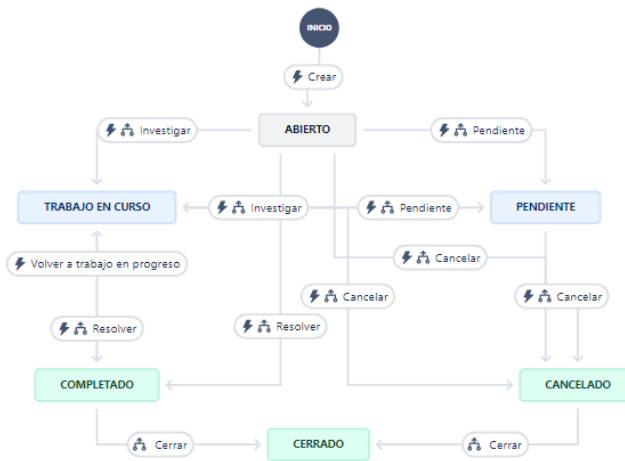 INICIO
Crear
ABIERTO
Investigar
Pendiente
TRABAJO EN CURSO
Investigar
Pendiente
PENDIENTE
Volver a trabajo en progreso
Cancelar
Cancelar
Cancelar
Resolver
Resolver
COMPLETADO
CANCELADO
Cerrar
CERRADO
Cerrar